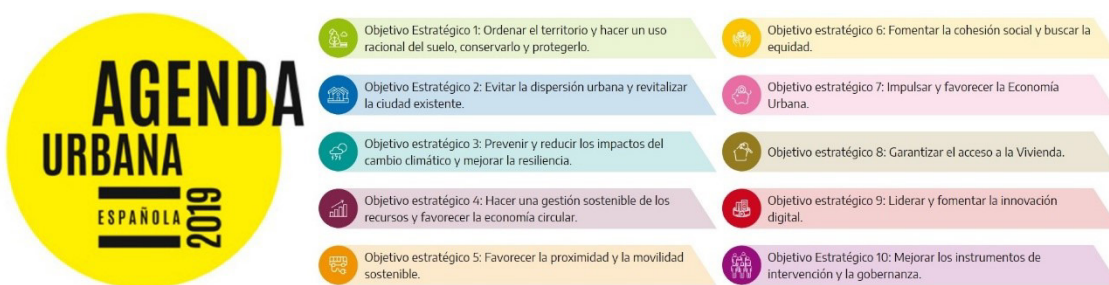 AGENDA
URBANA
ESPAÑOLA
2019
Objetivo Estratégico 1: Ordenar el territorio y hacer un uso
racional del suelo, conservarlo y protegerlo.
Objetivo Estratégico 2: Evitar la dispersión urbana y revitalizar
la ciudad existente.
Objetivo estratégico 3: Prevenir y reducir los impactos del
cambio climático y mejorar la resiliencia.
Objetivo estratégico 4: Hacer una gestión sostenible de los
recursos y favorecer la economía circular.
Objetivo estratégico 5: Favorecer la proximidad y la movilidad
sostenible.
Objetivo estratégico 6: Fomentar la cohesión social y buscar la
equidad.
Objetivo estratégico 7: Impulsar y favorecer la Economía
Urbana.
Objetivo estratégico 8: Garantizar el acceso a la Vivienda.
Objetivo estratégico 9: Liderar y fomentar la innovación
digital.
Objetivo Estratégico 10: Mejorar los instrumentos de
intervención y la gobernanza.